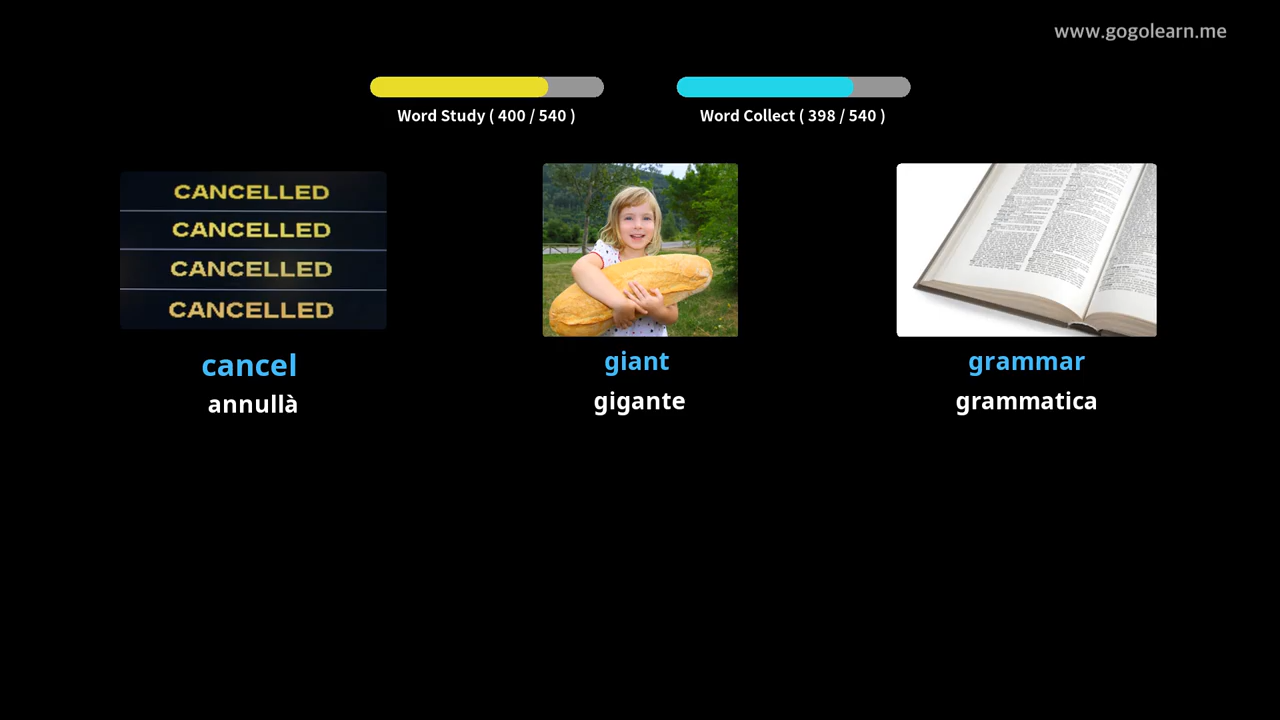 www.gogolearn.me
Word Study ( 400 / 540 )
Word Collect ( 398 / 540 )
CANCELLED
CANCELLED
CANCELLED
CANCELLED
cancel
annullà
giant
gigante
grammar
grammatica